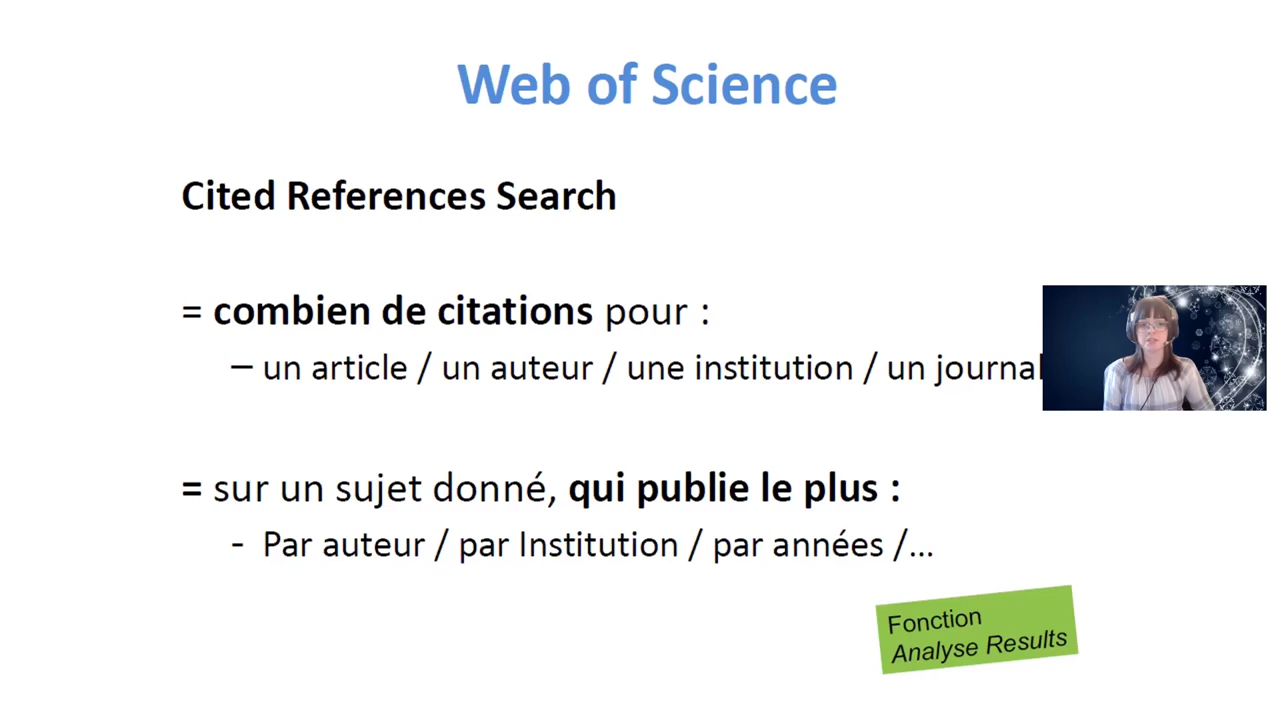 Web of Science
Cited References Search
= combien de citations pour :
– un article / un auteur / une institution / un journal
= sur un sujet donné, qui publie le plus :
- Par auteur / par Institution / par années /...
Fonction
Analyse Results